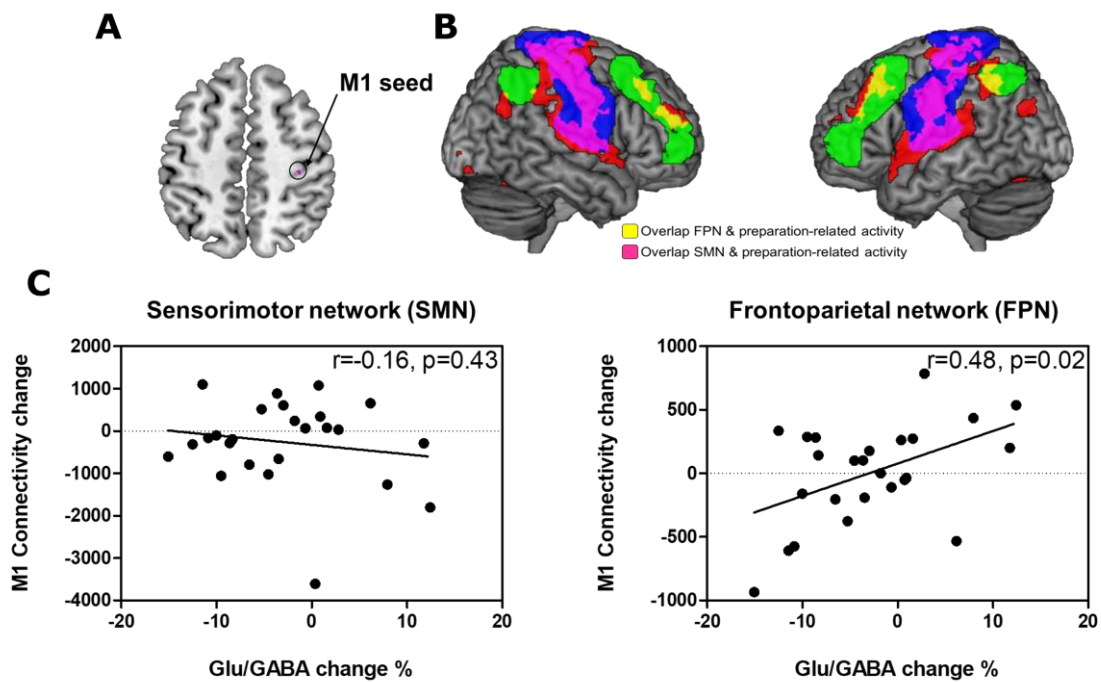 A
M1 seed
B
Overlap FPN & preparation-related activity
Overlap SMN & preparation-related activity
C
Sensorimotor network (SMN)
r=-0.16, p=0.43
M1 Connectivity change
2000
1000
0
-1000
-2000
-3000
-4000
-20
-10
0
10
20
Glu/GABA change %
Frontoparietal network (FPN)
r=0.48, p=0.02
M1 Connectivity change
1000
500
0
-500
-1000
-20
-10
0
10
20
Glu/GABA change %